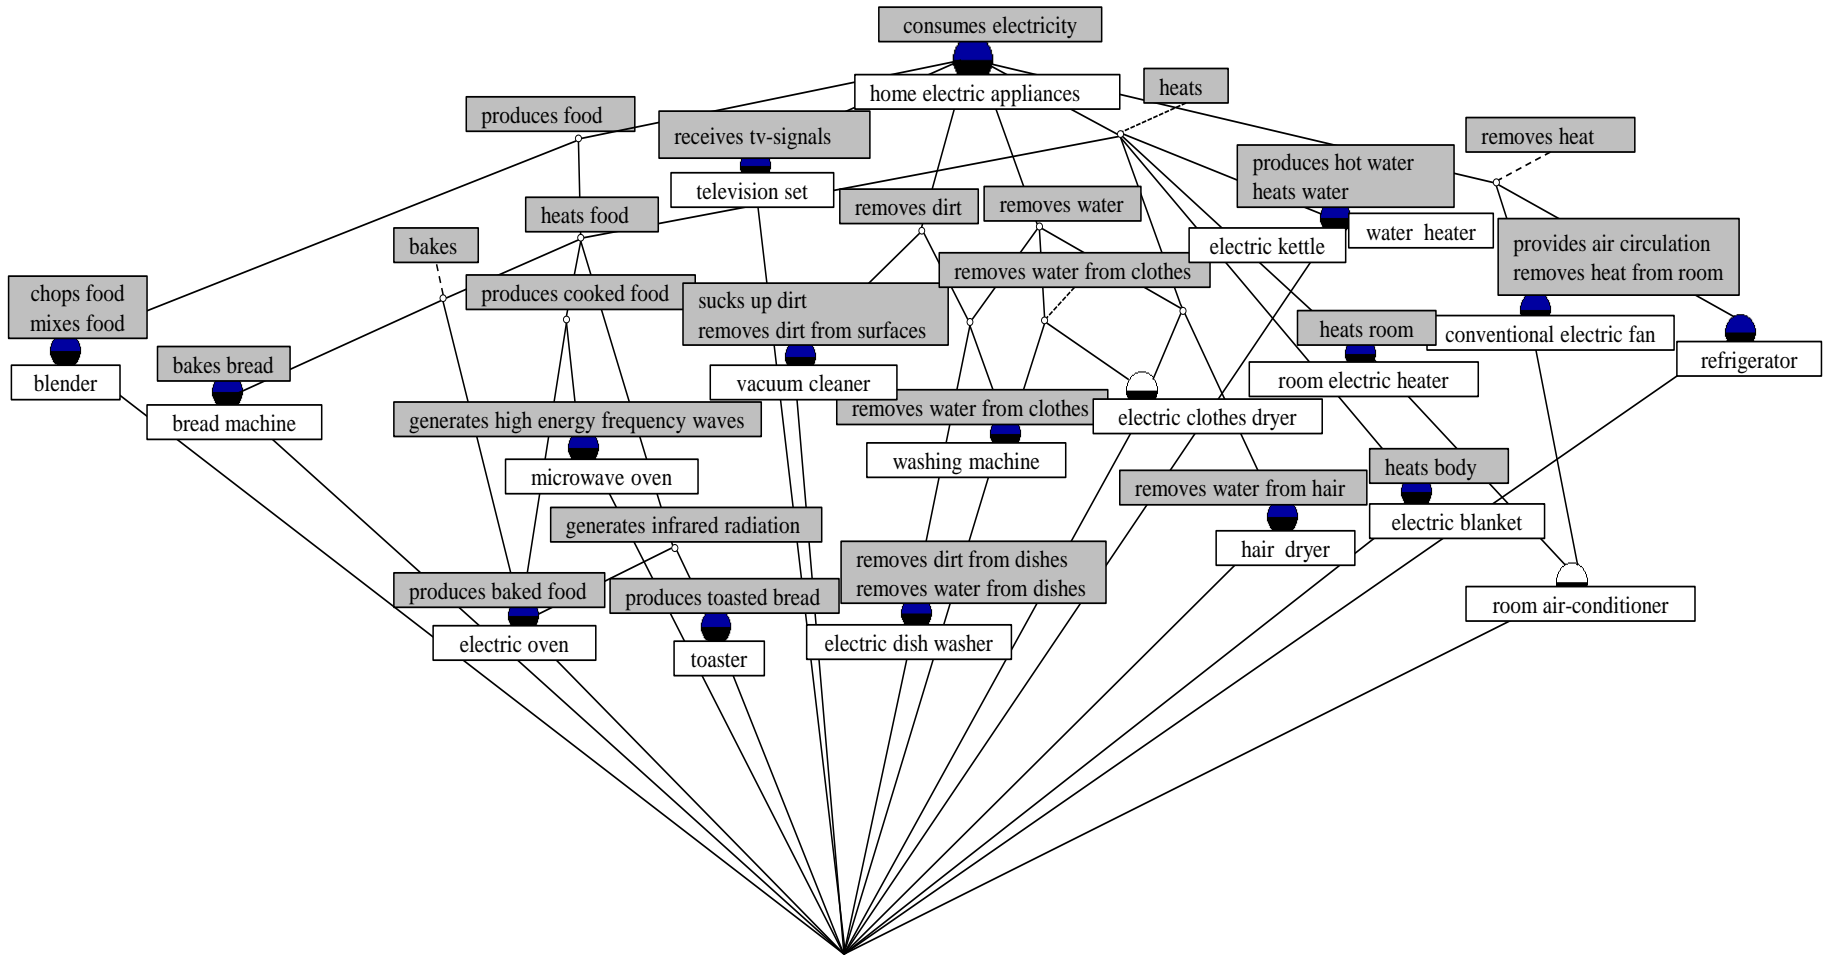 consumes electricity
home electric appliances
heats
produces food
receives tv-signals
removes heat
produces hot water
heats water
television set
heats food
removes dirt
removes water
electric kettle
water heater
bakes
provides air circulation
removes heat from room
removes water from clothes
chops food
mixes food
produces cooked food
sucks up dirt
removes dirt from surfaces
heats room
conventional electric fan
bakes bread
refrigerator
blender
vacuum cleaner
room electric heater
bread machine
generates high energy frequency waves
removes water from clothes
electric clothes dryer
washing machine
heats body
microwave oven
removes water from hair
generates infrared radiation
electric blanket
hair dryer
removes dirt from dishes
removes water from dishes
produces baked food
produces toasted bread
room air-conditioner
electric oven
toaster
electric dish washer